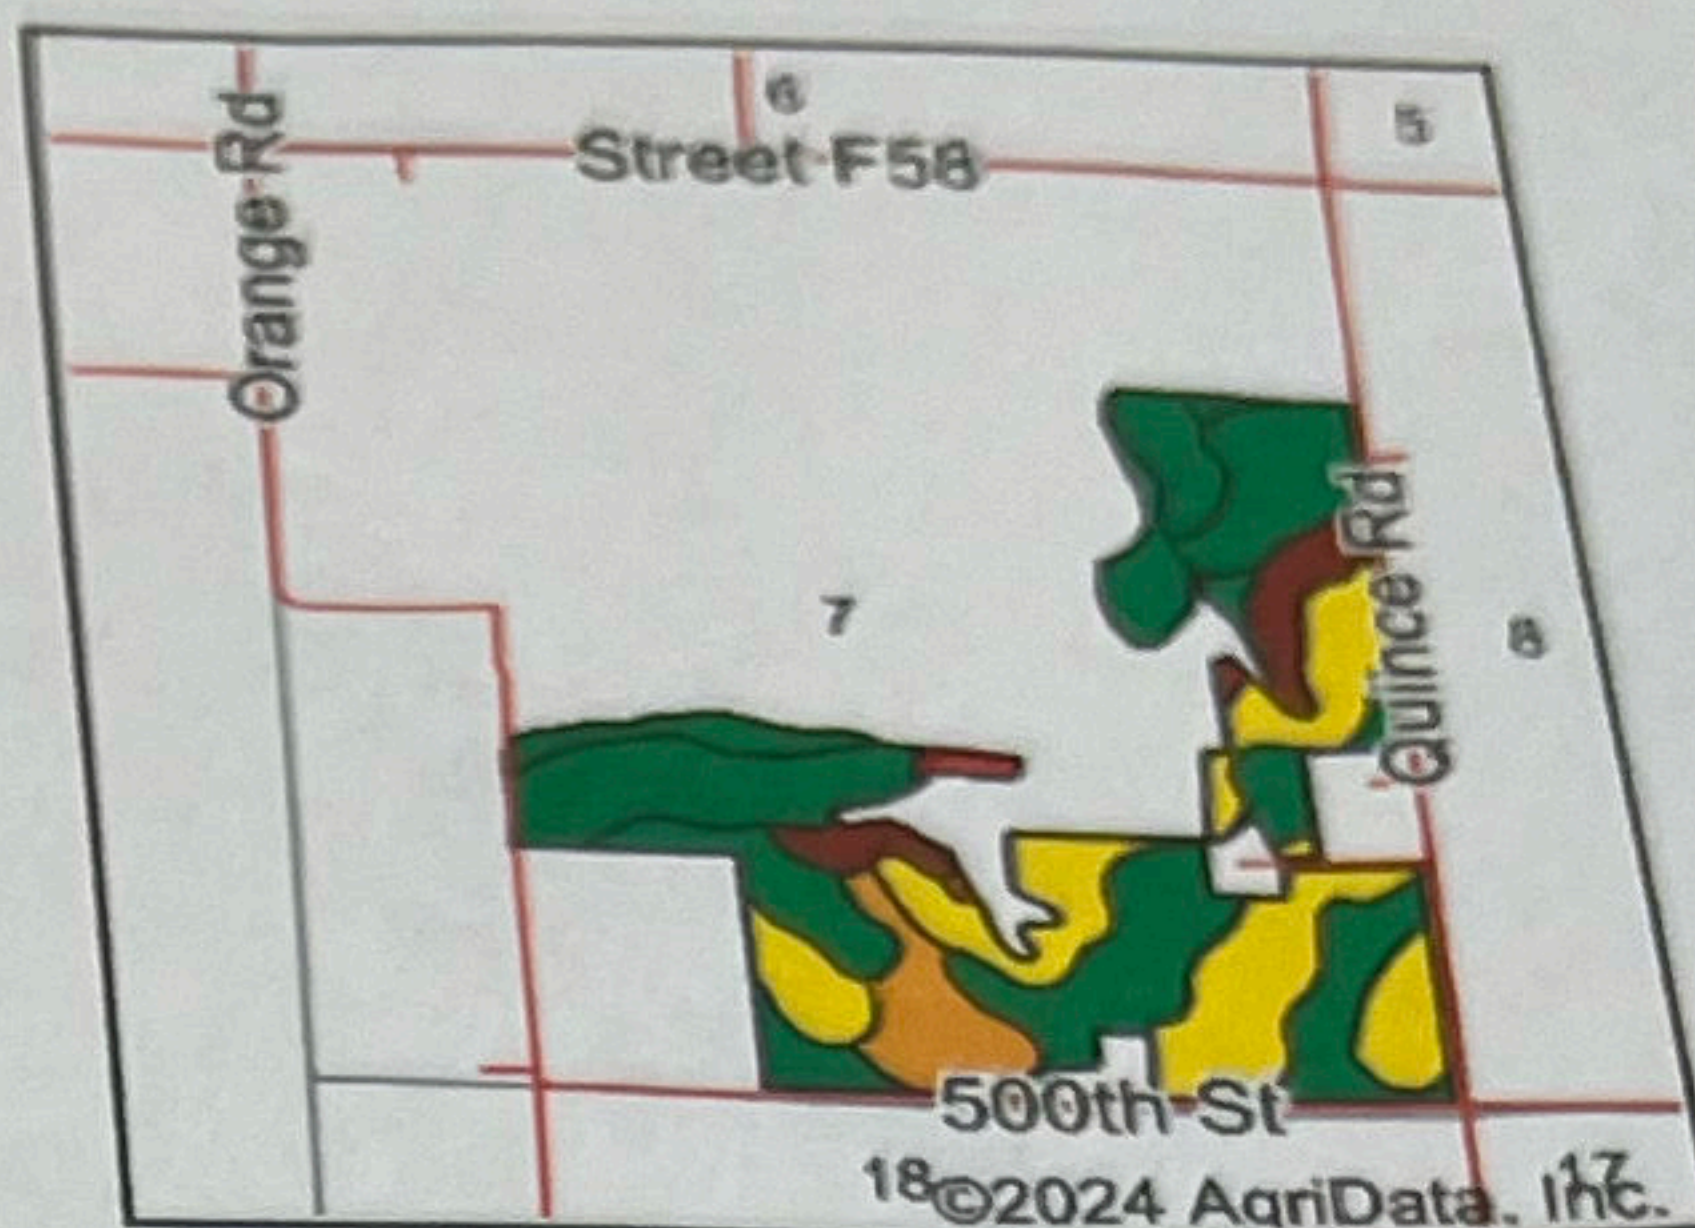 6
5
Street F58
Orange Rd
Quince Rd
7
8
500th St
18
17
©2024 AgriData, Inc.